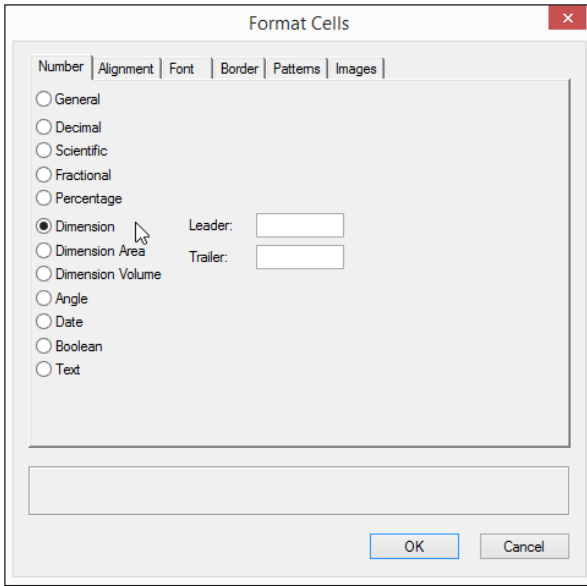 Format Cells
Number Alignment Font Border Patterns Images
General
Decimal
Scientific
Fractional
Percentage
Dimension Leader:
Dimension Area Trailer:
Dimension Volume
Angle
Date
Boolean
Text
OK Cancel